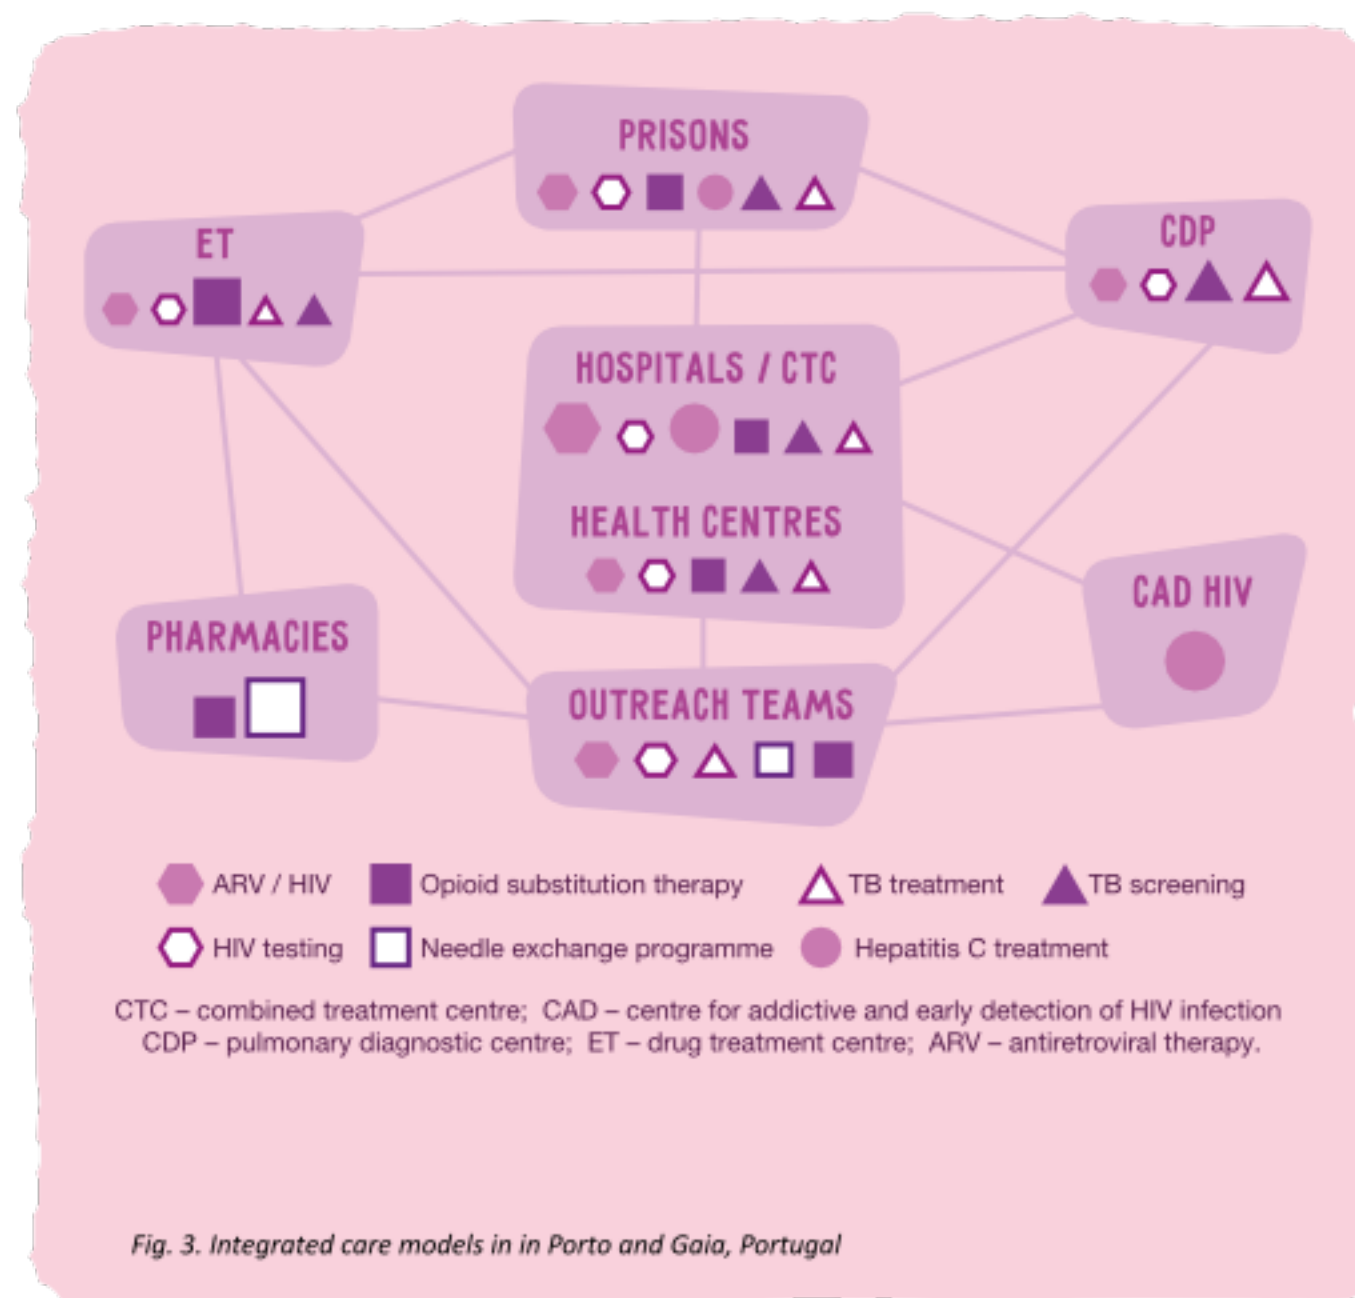 PRISONS
ET
CDP
HOSPITALS / CTC
HEALTH CENTRES
CAD HIV
PHARMACIES
OUTREACH TEAMS
ARV / HIV Opioid substitution therapy TB treatment TB screening
HIV testing Needle exchange programme Hepatitis C treatment
CTC – combined treatment centre; CAD – centre for addictive and early detection of HIV infection
CDP – pulmonary diagnostic centre; ET – drug treatment centre; ARV – antiretroviral therapy.
Fig. 3. Integrated care models in in Porto and Gaia, Portugal